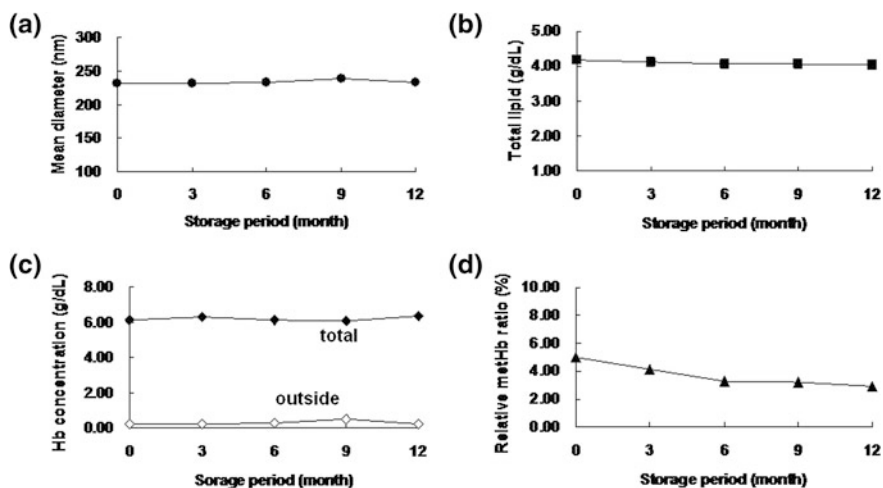 (a)
Mean diameter (nm)
300
250
200
150
100
0 3 6 9 12
Storage period (month)
(b)
Total lipid (g/dL)
5.00
4.00
3.00
2.00
1.00
0 3 6 9 12
Storage period (month)
(c)
Hb concentration (g/dL)
8.00
6.00
4.00
2.00
0.00
total
outside
0 3 6 9 12
Sorage period (month)
(d)
Relative metHb ratio (%)
10.00
8.00
6.00
4.00
2.00
0.00
0 3 6 9 12
Storage period (month)